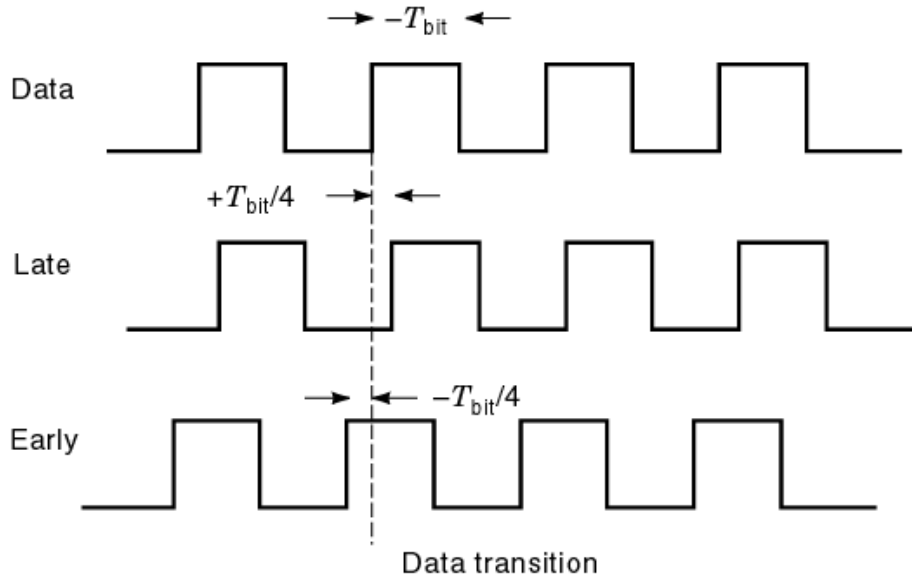 −T_bit
Data
+T_bit/4
Late
−T_bit/4
Early
Data transition